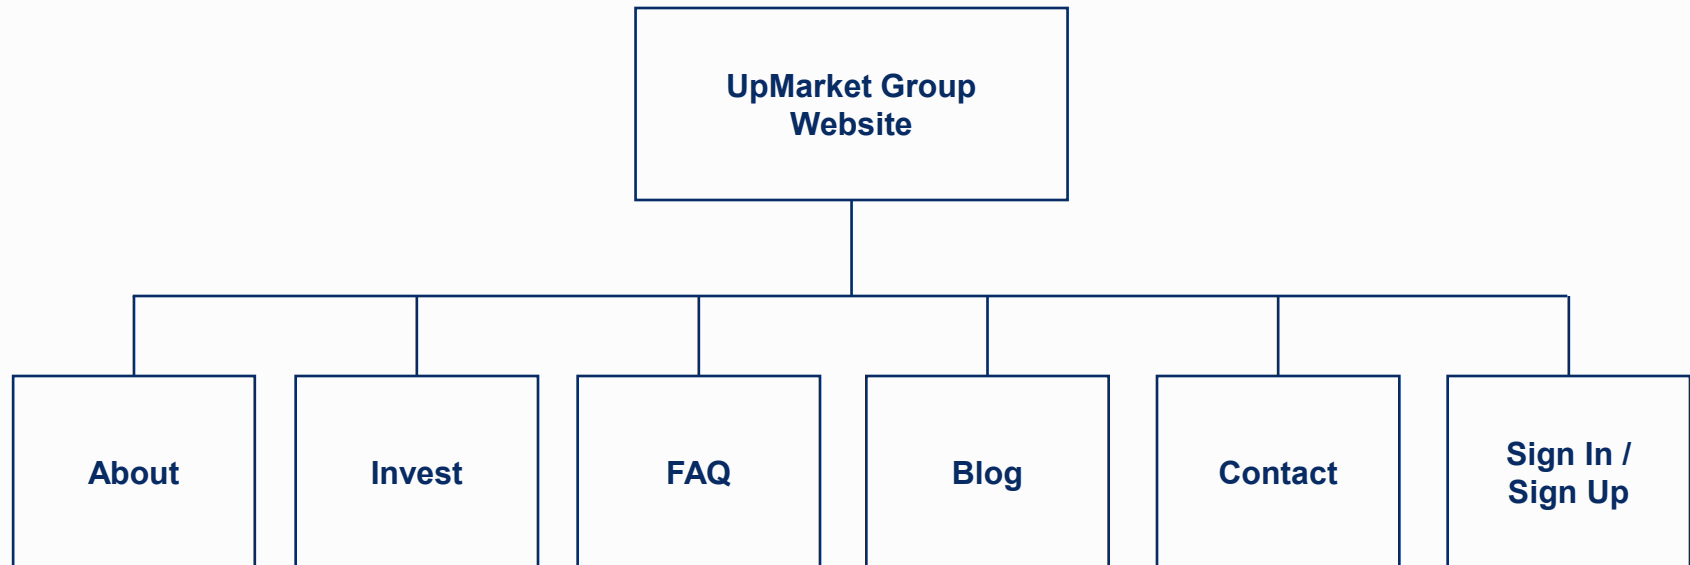 UpMarket Group
Website
About
Invest
FAQ
Blog
Contact
Sign In /
Sign Up